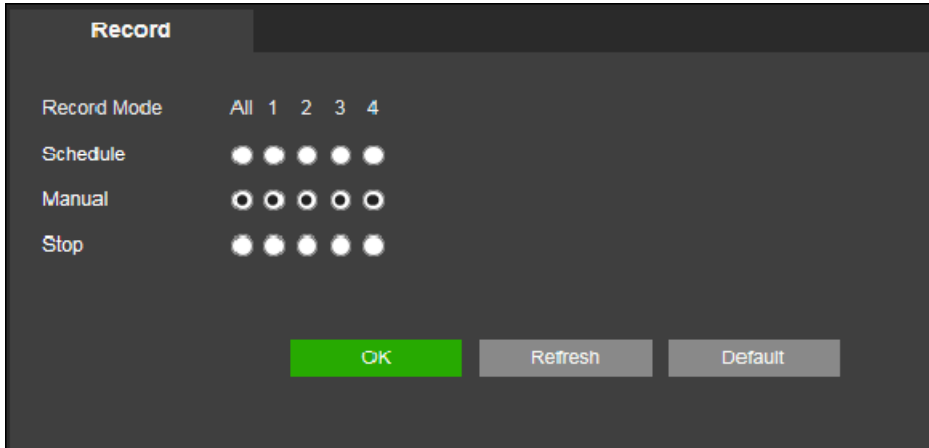 Record
Record Mode All 1 2 3 4
Schedule
Manual
Stop
OK Refresh Default